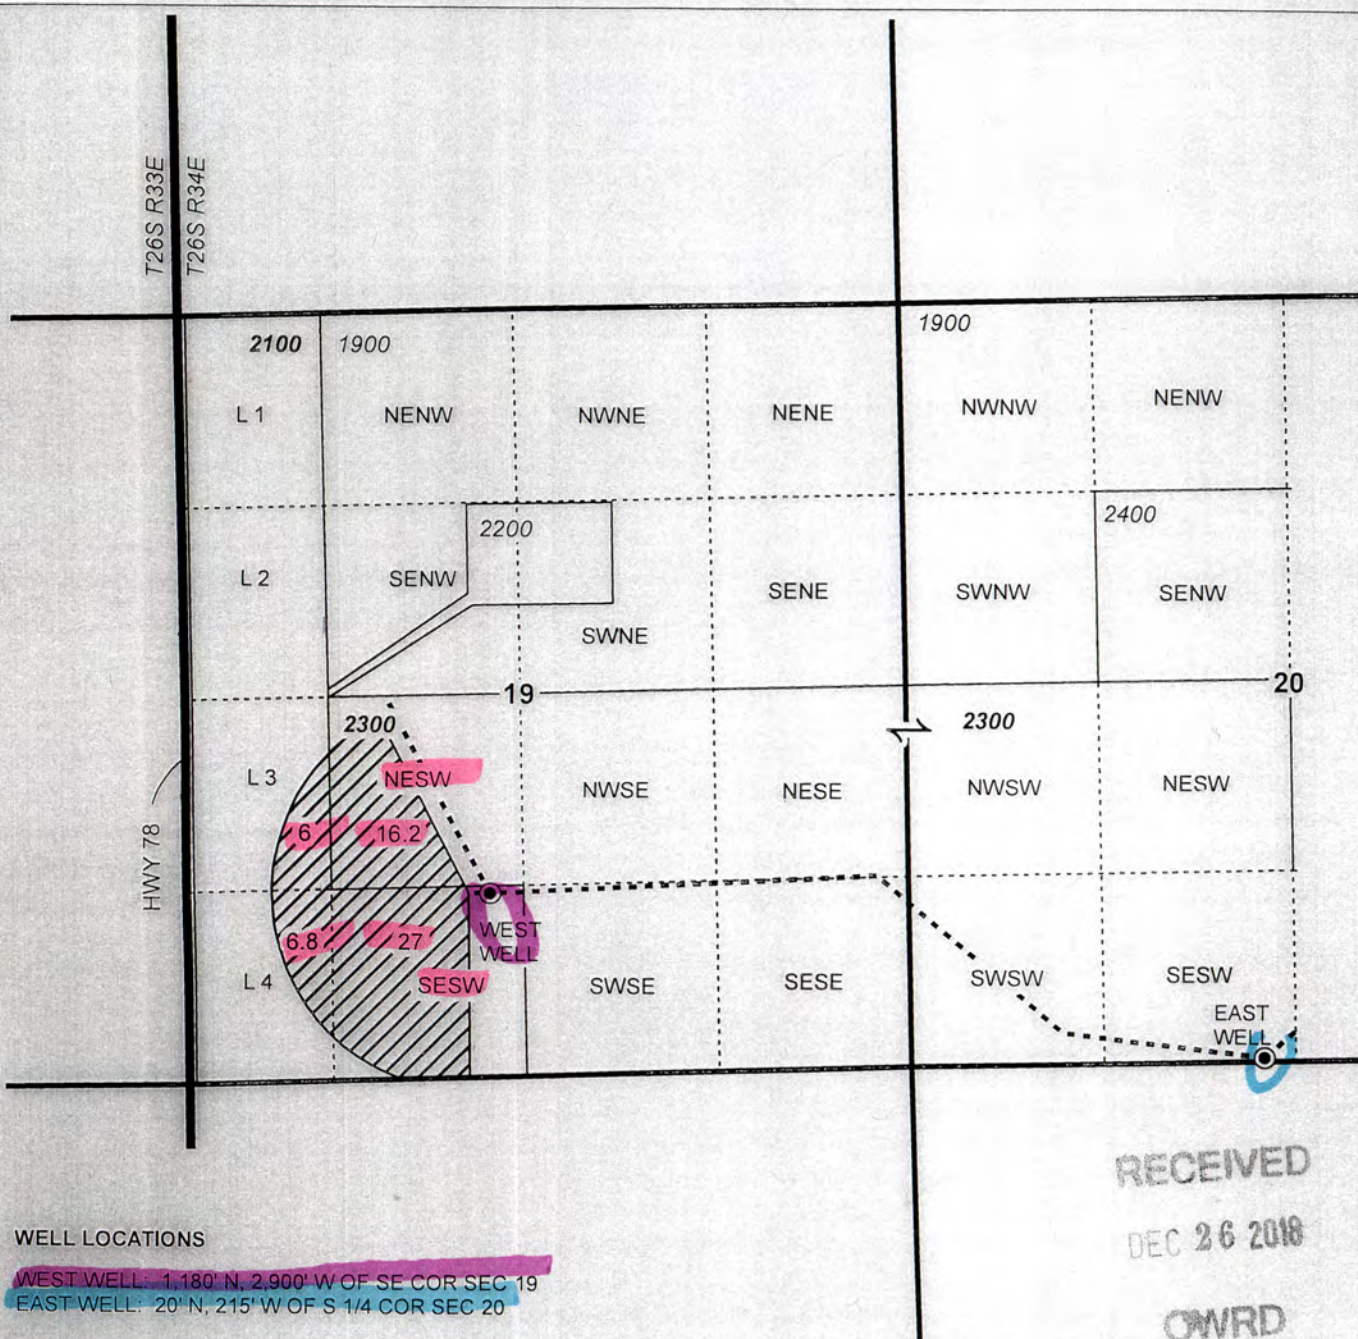 T26S R33E
T26S R34E
2100
1900
1900
L 1
NENW
NWNE
NENE
NWNW
NENW
2200
2400
L 2
SENW
SENE
SWNW
SENW
SWNE
19
20
2300
2300
L 3
NESW
NWSE
NESE
NWSW
NESW
HWY 78
6
16.2
6.8
27
WEST
WELL
L 4
SESW
SWSE
SESE
SWSW
SESW
EAST
WELL
RECEIVED
DEC 26 2018
OWRD
WELL LOCATIONS
WEST WELL: 1,180' N, 2,900' W OF SE COR SEC 19
EAST WELL: 20' N, 215' W OF S 1/4 COR SEC 20